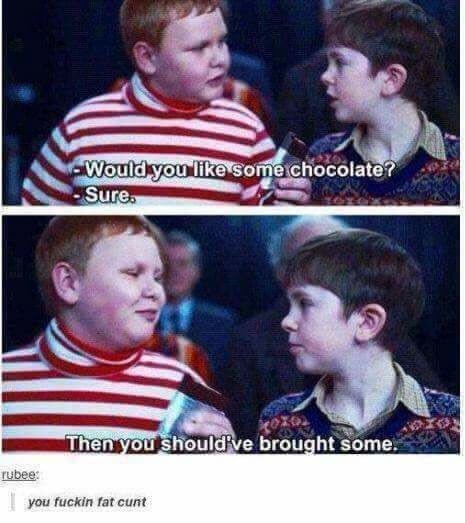 - Would you like some chocolate?
- Sure.
Then you should've brought some.
rubee:
you fuckin fat cunt